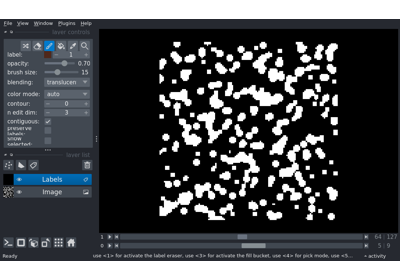 File View Window Plugins Help
layer controls
label: 1
opacity: 0.70
brush size: 15
blending: translucen
color mode: auto
contour: 0
n edit dim: 3
contiguous:
preserve
labels:
show
selected:
layer list
Labels
Image
1 64 127
0 5 9
Ready use <1> for activate the label eraser, use <3> for activate the fill bucket, use <4> for pick mode, use <5... activity